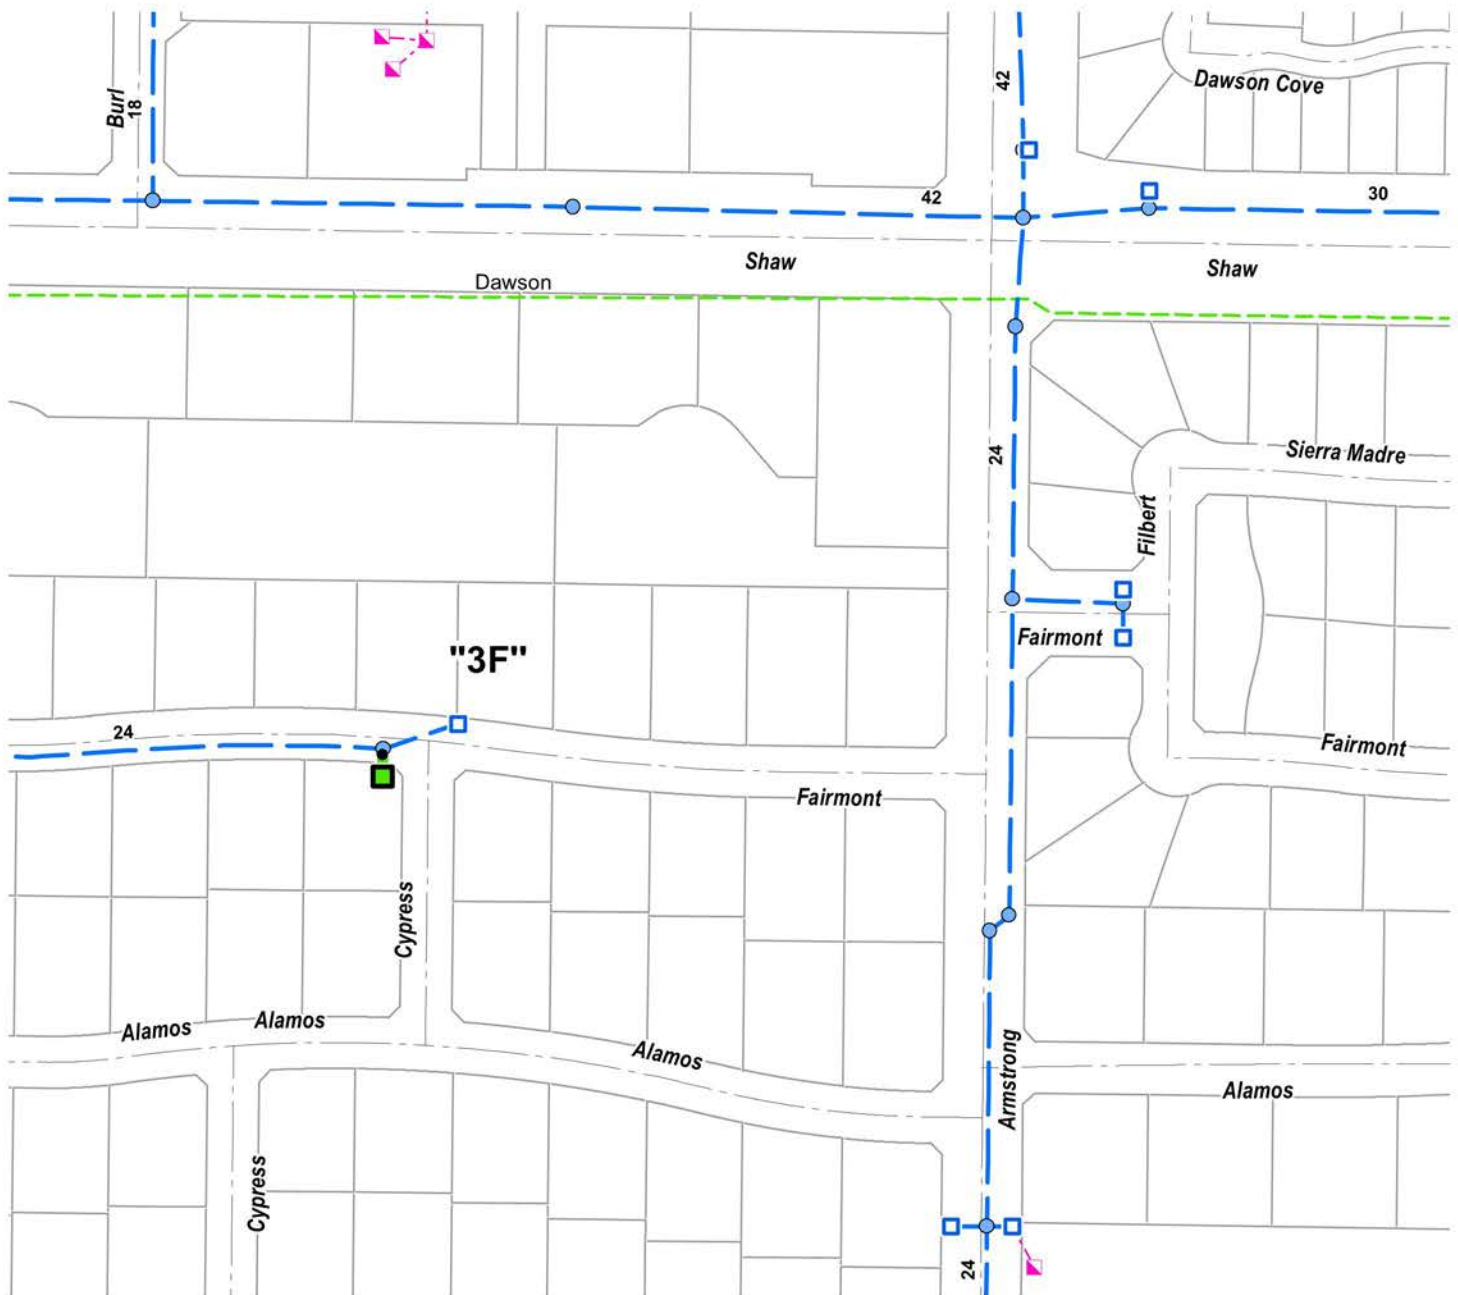 Dawson Cove
42
Burl
18
42
30
Shaw
Shaw
Dawson
24
Sierra Madre
Filbert
Fairmont
"3F"
24
Fairmont
Fairmont
Cypress
Alamos
Alamos
Alamos
Armstrong
Alamos
Cypress
24